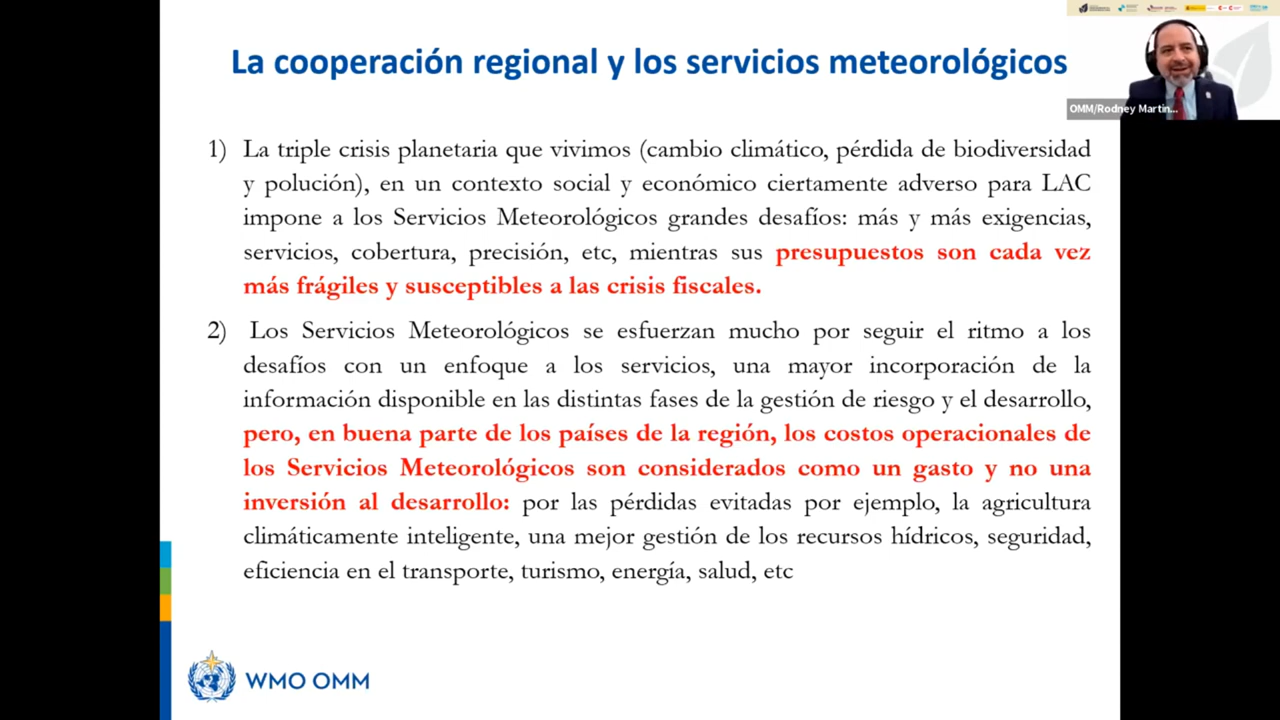 La cooperación regional y los servicios meteorológicos
OMM/Rodney Martin...
1) La triple crisis planetaria que vivimos (cambio climático, pérdida de biodiversidad
y polución), en un contexto social y económico ciertamente adverso para LAC
impone a los Servicios Meteorológicos grandes desafíos: más y más exigencias,
servicios, cobertura, precisión, etc, mientras sus presupuestos son cada vez
más frágiles y susceptibles a las crisis fiscales.
2) Los Servicios Meteorológicos se esfuerzan mucho por seguir el ritmo a los
desafíos con un enfoque a los servicios, una mayor incorporación de la
información disponible en las distintas fases de la gestión de riesgo y el desarrollo,
pero, en buena parte de los países de la región, los costos operacionales de
los Servicios Meteorológicos son considerados como un gasto y no una
inversión al desarrollo: por las pérdidas evitadas por ejemplo, la agricultura
climáticamente inteligente, una mejor gestión de los recursos hídricos, seguridad,
eficiencia en el transporte, turismo, energía, salud, etc
WMO OMM